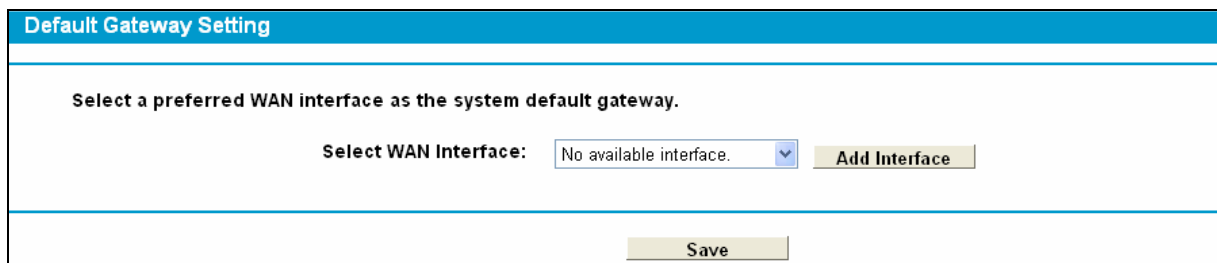 Default Gateway Setting
Select a preferred WAN interface as the system default gateway.
Select WAN Interface: No available interface. Add Interface
Save